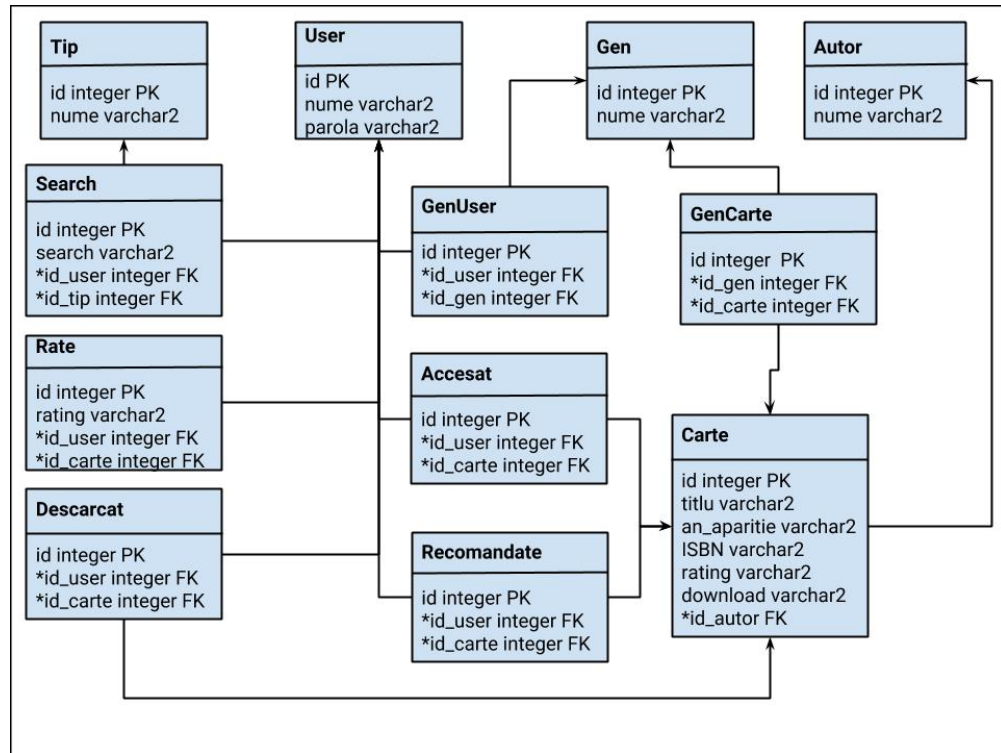 Tip
id integer PK
nume varchar2
User
id PK
nume varchar2
parola varchar2
Gen
id integer PK
nume varchar2
Autor
id integer PK
nume varchar2
Search
id integer PK
search varchar2
*id_user integer FK
*id_tip integer FK
GenUser
id integer PK
*id_user integer FK
*id_gen integer FK
GenCarte
id integer PK
*id_gen integer FK
*id_carte integer FK
Rate
id integer PK
rating varchar2
*id_user integer FK
*id_carte integer FK
Accesat
id integer PK
*id_user integer FK
*id_carte integer FK
Carte
id integer PK
titlu varchar2
an_aparitie varchar2
ISBN varchar2
rating varchar2
download varchar2
*id_autor FK
Descarcat
id integer PK
*id_user integer FK
*id_carte integer FK
Recomandate
id integer PK
*id_user integer FK
*id_carte integer FK